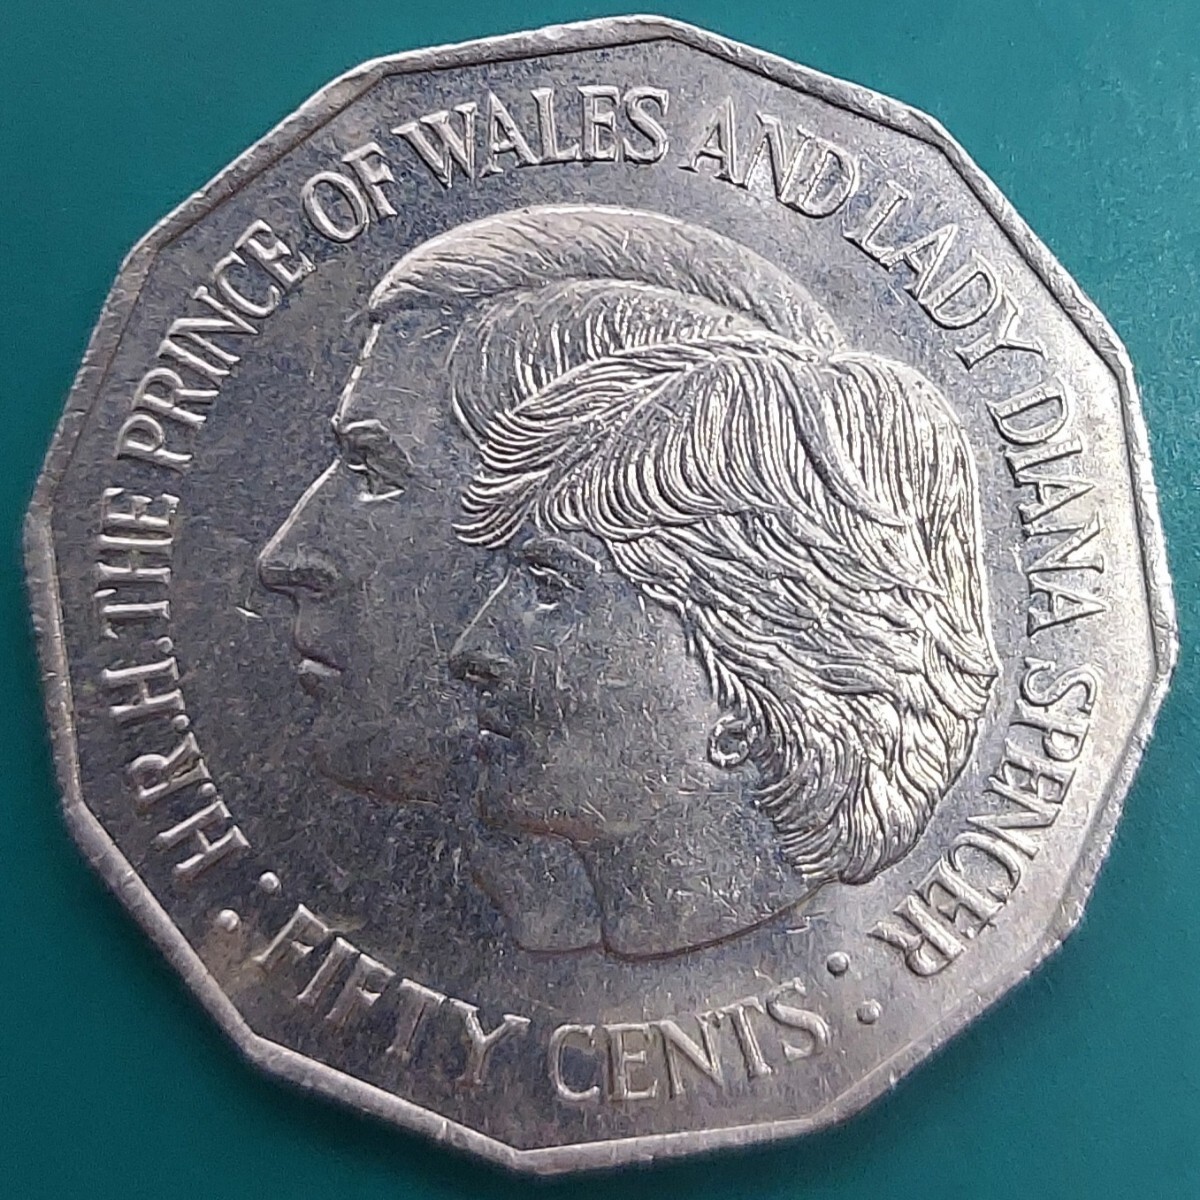 H.R.H. THE PRINCE OF WALES AND LADY DIANA SPENCER
· FIFTY CENTS :